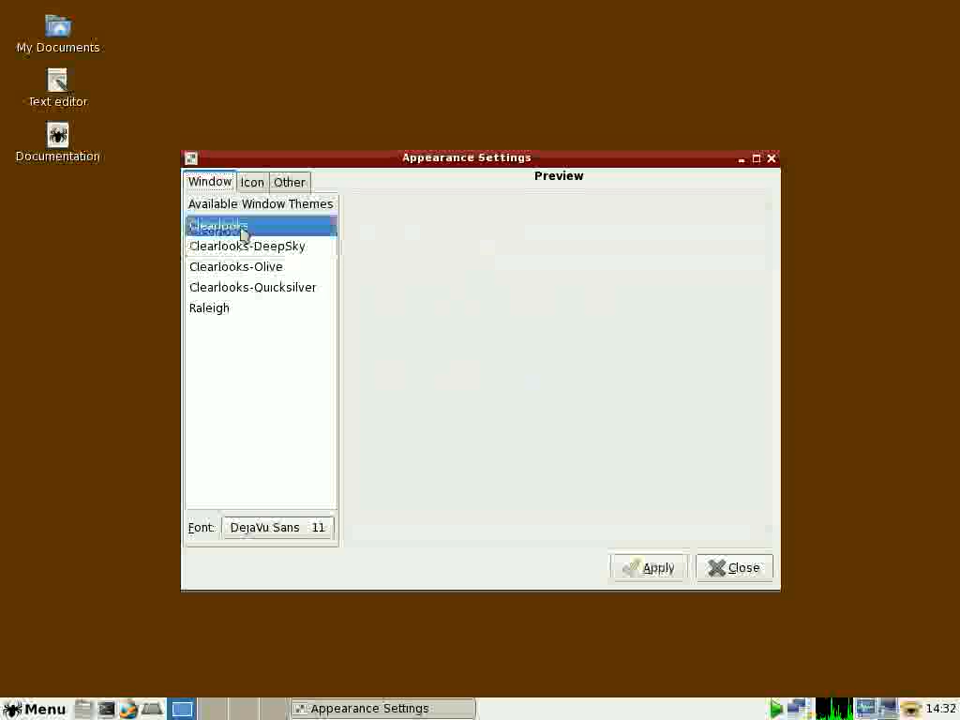 My Documents
Text editor
Documentation
Appearance Settings
Window
Icon
Other
Preview
Available Window Themes
Clearlooks
Clearlooks-DeepSky
Clearlooks-Olive
Clearlooks-Quicksilver
Raleigh
Font:
DejaVu Sans
11
Apply
Close
Menu
Appearance Settings
14:32